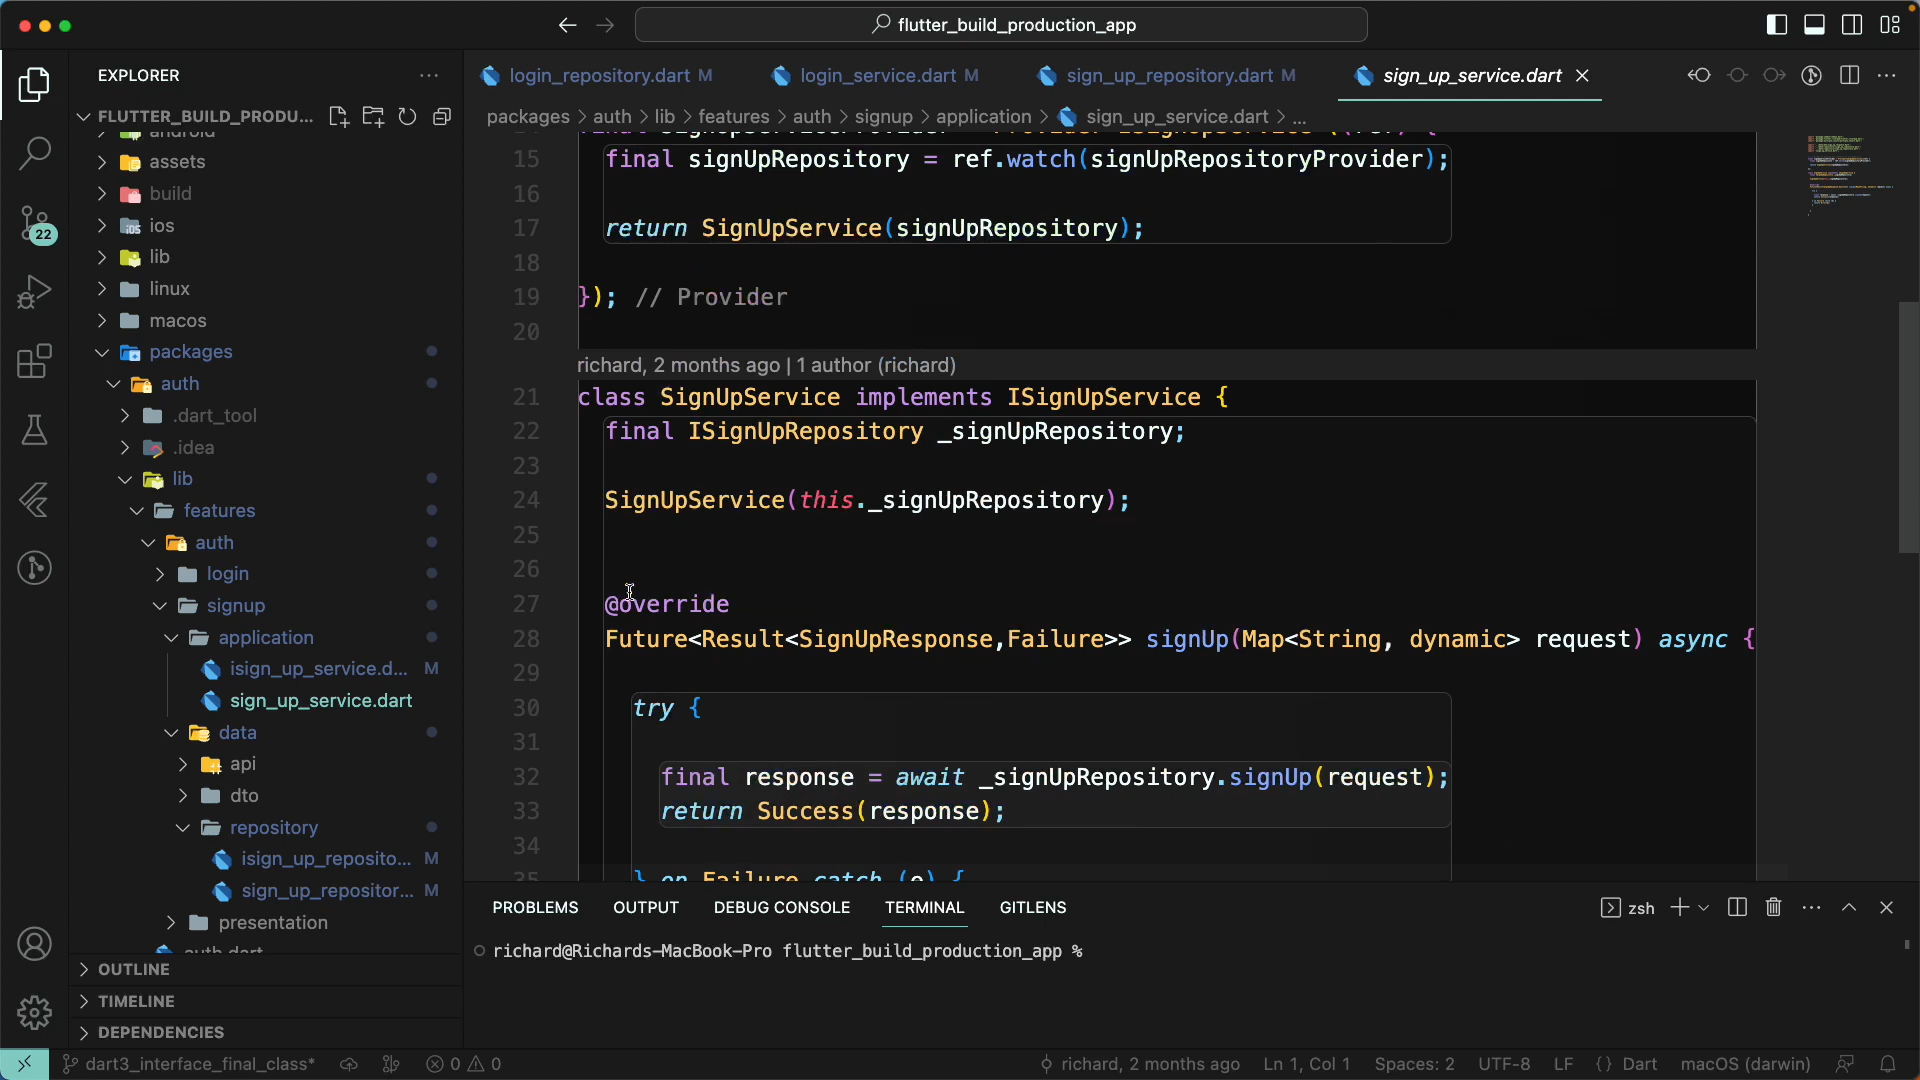 flutter_build_production_app
EXPLORER
login_repository.dart M
login_service.dart M
sign_up_repository.dart M
sign_up_service.dart
FLUTTER_BUILD_PRODU...
packages > auth > lib > features > auth > signup > application > sign_up_service.dart > ...
android
assets
build
ios
lib
linux
macos
packages
auth
.dart_tool
.idea
lib
features
auth
login
signup
application
isign_up_service.d... M
sign_up_service.dart
data
api
dto
repository
isign_up_reposito... M
sign_up_repositor... M
presentation
auth.dart
OUTLINE
TIMELINE
DEPENDENCIES
22
15 final signUpRepository = ref.watch(signUpRepositoryProvider);
16
17 return SignUpService(signUpRepository);
18
19 }); // Provider
20
richard, 2 months ago | 1 author (richard)
21 class SignUpService implements ISignUpService {
22 final ISignUpRepository _signUpRepository;
23
24 SignUpService(this._signUpRepository);
25
26
27 @override
28 Future<Result<SignUpResponse,Failure>> signUp(Map<String, dynamic> request) async {
29
30 try {
31
32 final response = await _signUpRepository.signUp(request);
33 return Success(response);
34
35 } on Failure catch (e) {
PROBLEMS OUTPUT DEBUG CONSOLE TERMINAL GITLENS
zsh
richard@Richards-MacBook-Pro flutter_build_production_app %
dart3_interface_final_class* 0 0 richard, 2 months ago Ln 1, Col 1 Spaces: 2 UTF-8 LF {} Dart macOS (darwin)